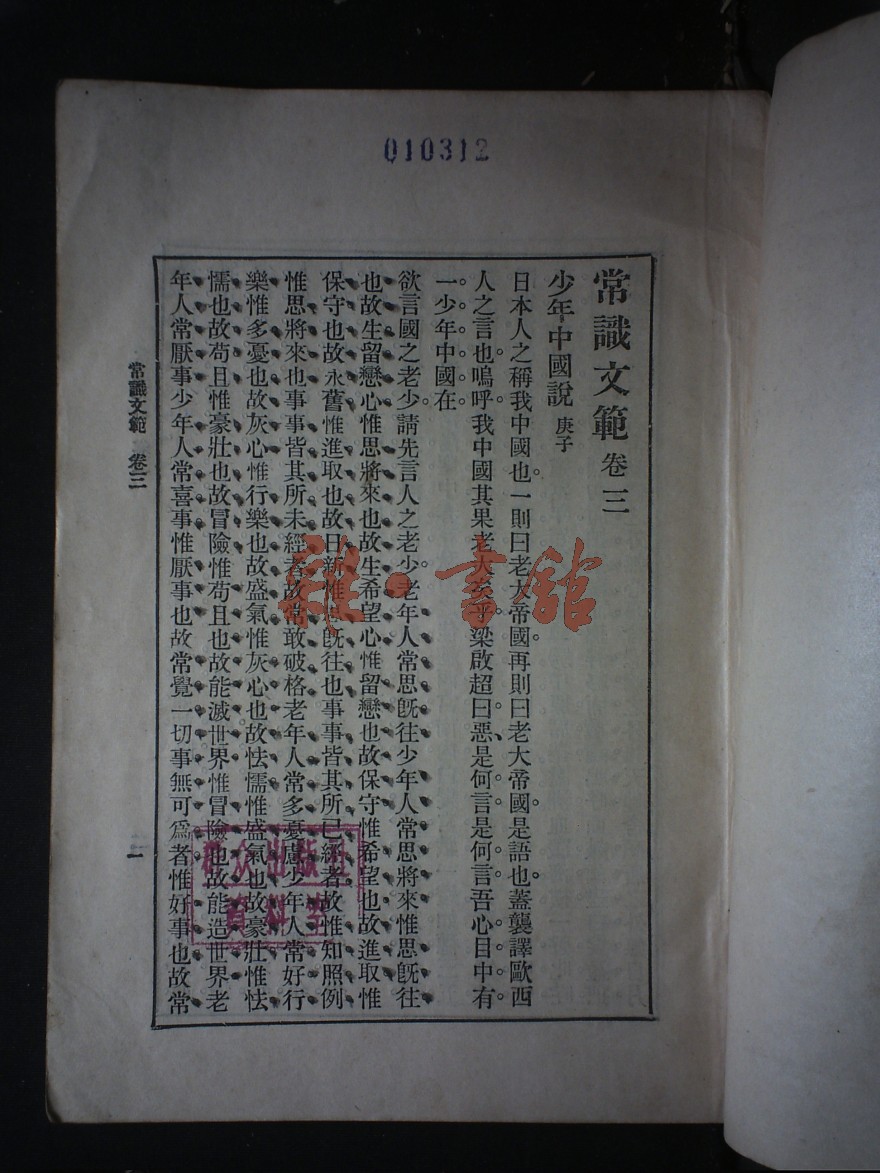 010312
常識文範 卷三
少年中國說 庚子
日本人之稱我中國也。一則曰老大帝國。再則曰老大帝國。是語也。蓋襲譯歐西
人之言也。嗚呼。我中國其果老大矣乎。梁啟超曰。惡、是何言。是何言。吾心目中有
一少年中國在。
欲言國之老少。請先言人之老少。老年人常思旣往少年人常思將來惟思旣往
也故生留戀心惟思將來也故生希望心惟留戀也故保守惟希望也故進取惟
保守也故永舊惟進取也故日新惟思旣往也事事皆其所已經者故惟知照例
惟思將來也事事皆其所未經者故常敢破格老年人常多憂慮少年人常好行
樂惟多憂也故灰心惟行樂也故盛氣惟灰心也故怯懦惟盛氣也故豪壯惟怯
懦也故苟且惟豪壯也故冒險惟苟且也故能滅世界惟冒險也故能造世界老
年人常厭事少年人常喜事惟厭事也故常覺一切事無可爲者惟好事也故常
常識文範 卷三
一
雜·書館
群众出版社
資料室